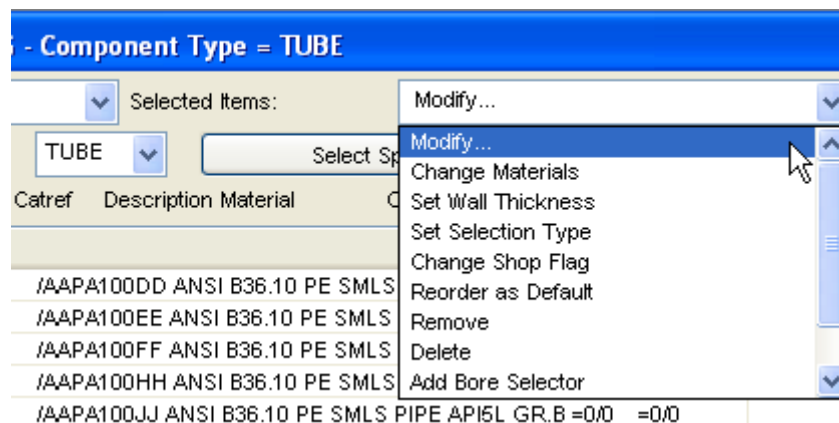 - Component Type = TUBE
Selected Items:
Modify...
TUBE
Select
Modify...
Change Materials
Set Wall Thickness
Set Selection Type
Change Shop Flag
Reorder as Default
Remove
Delete
Add Bore Selector
Catref Description Material
/AAPA100DD ANSI B36.10 PE SMLS
/AAPA100EE ANSI B36.10 PE SMLS
/AAPA100FF ANSI B36.10 PE SMLS
/AAPA100HH ANSI B36.10 PE SMLS
/AAPA100JJ ANSI B36.10 PE SMLS PIPE API5L GR.B =0/0 =0/0